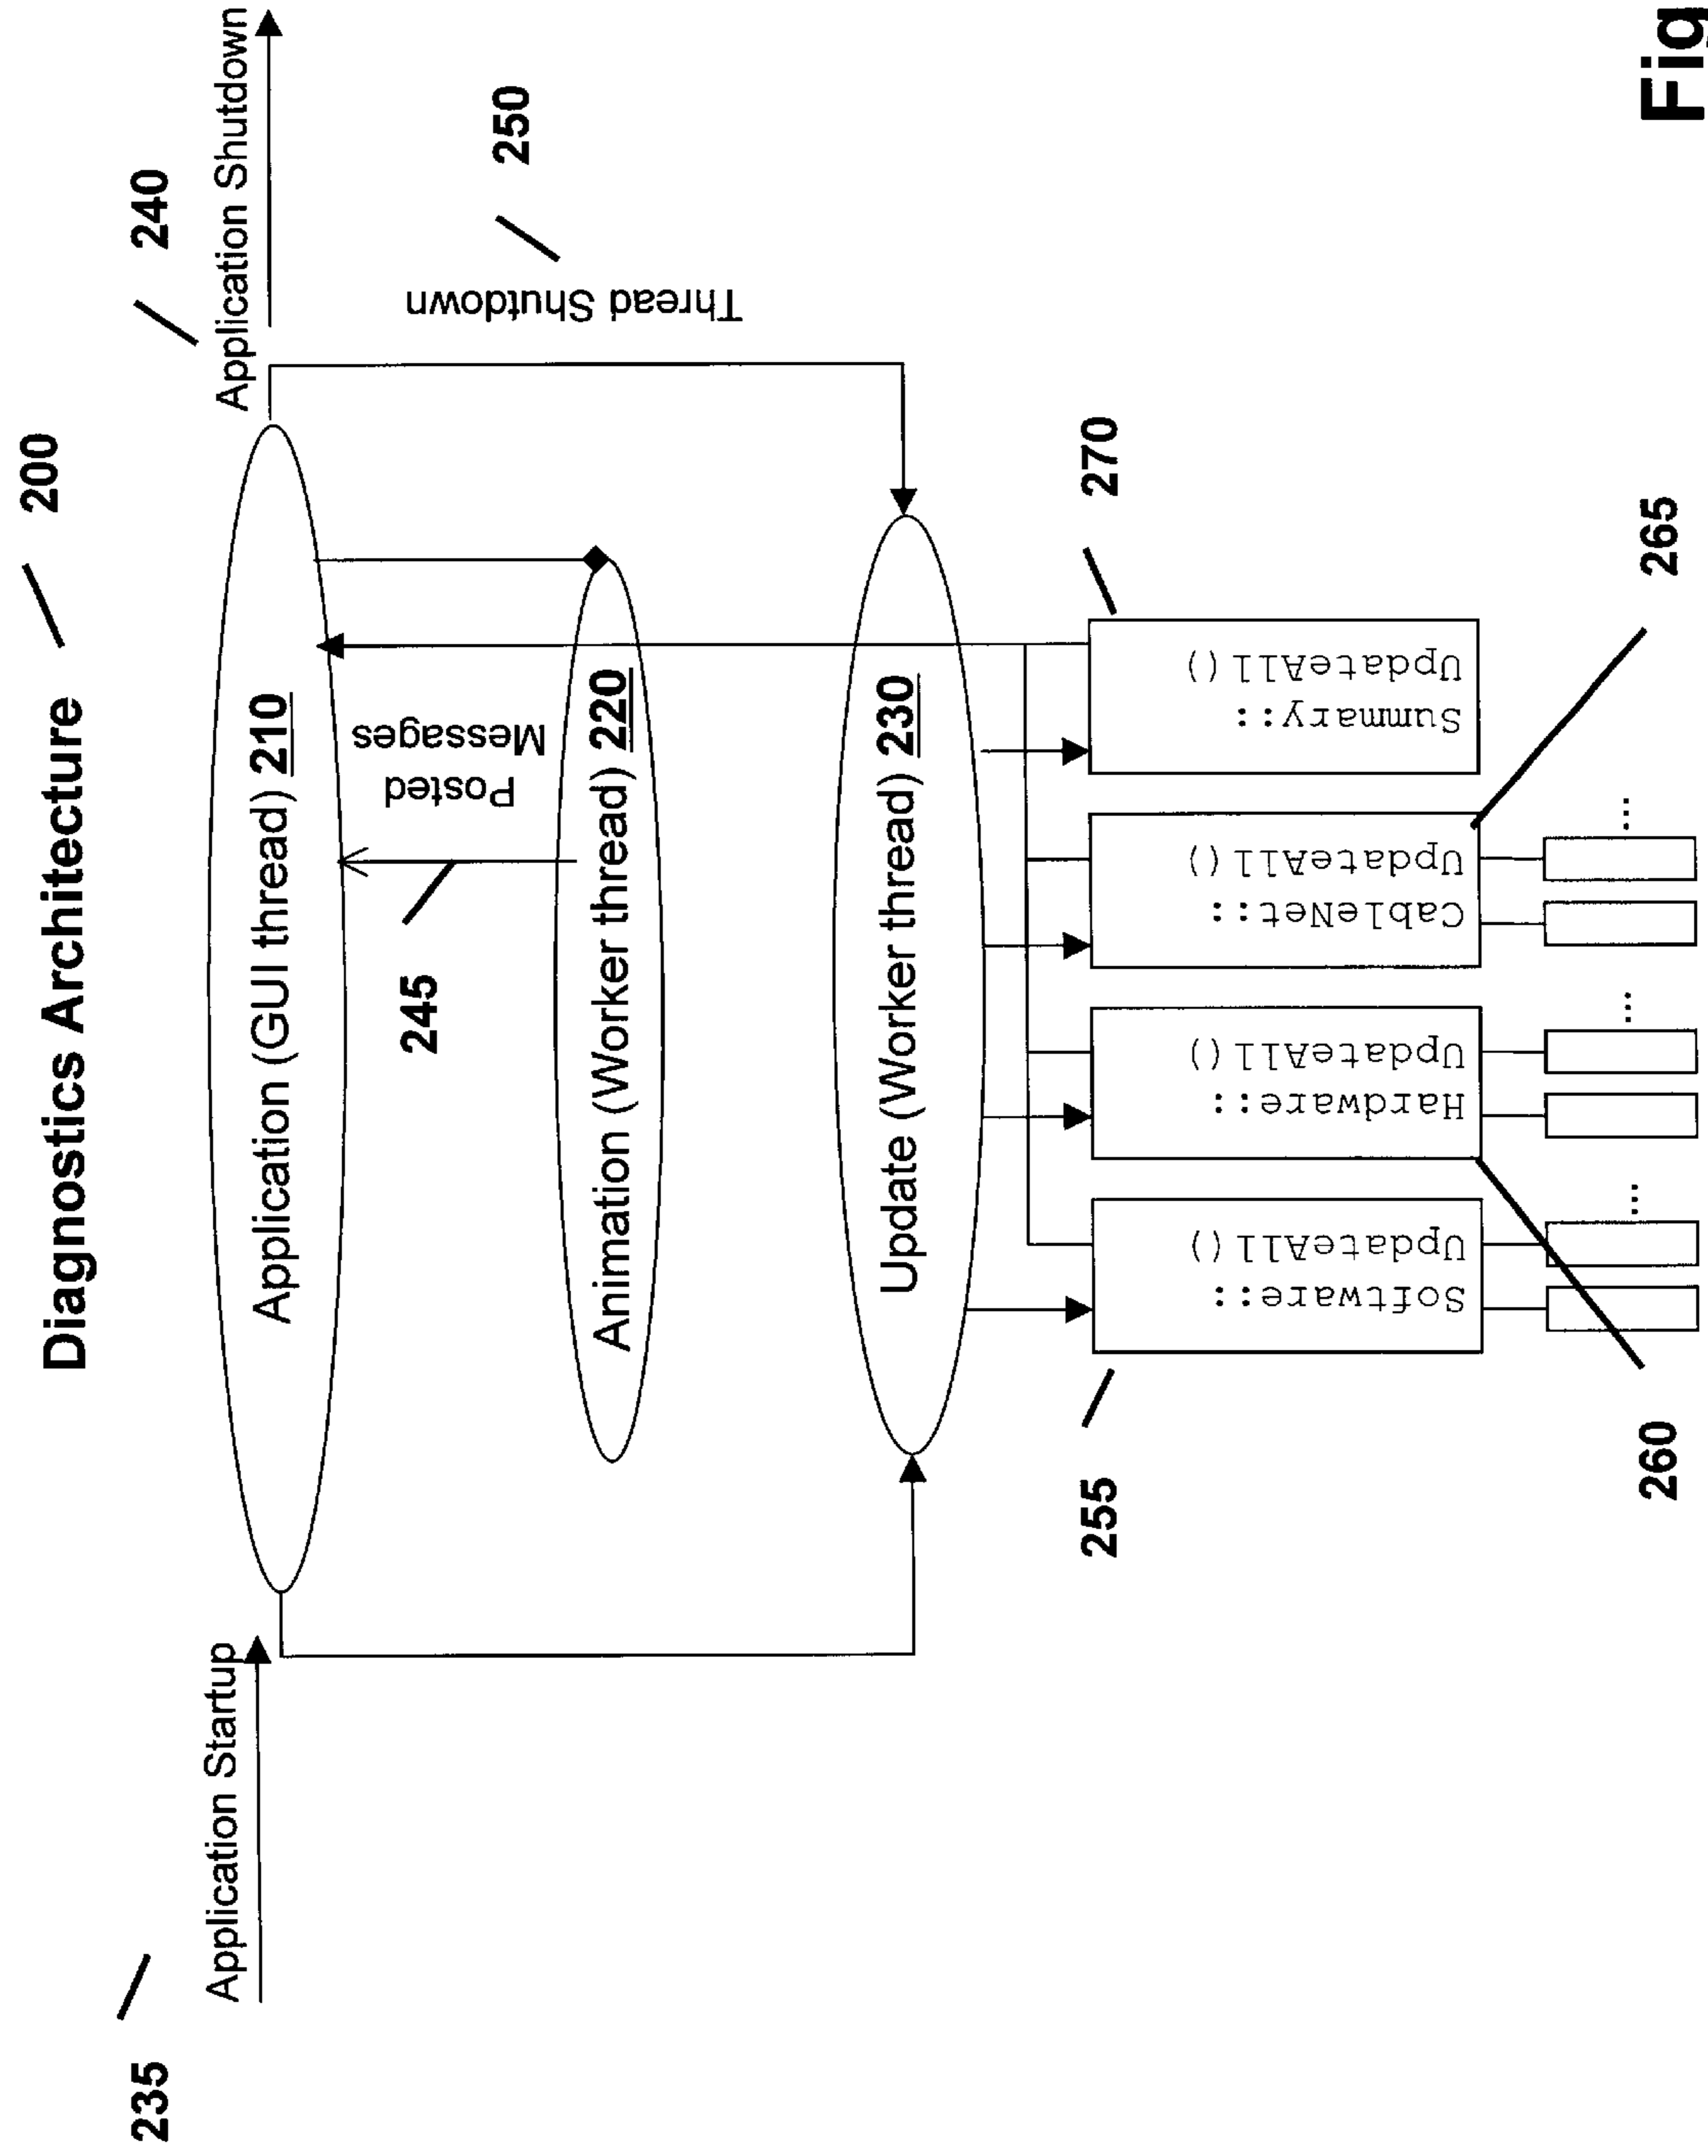 Diagnostics Architecture
200
235
Application Startup
240
Application Shutdown
Application (GUI thread) 210
250
Thread Shutdown
Posted
Messages
245
Animation (Worker thread) 220
Update (Worker thread) 230
255
270
Software::
UpdateAll()
Hardware::
UpdateAll()
CableNet::
UpdateAll()
Summary::
UpdateAll()
...
...
...
260
265
Fig